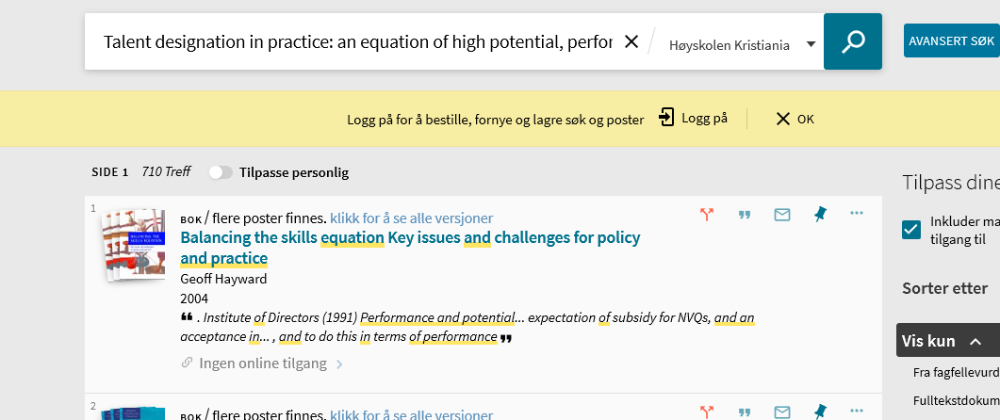 Talent designation in practice: an equation of high potential, perfor
Høyskolen Kristiania
AVANSERT SØK
Logg på for å bestille, fornye og lagre søk og poster
Logg på
OK
SIDE 1 710 Treff Tilpasse personlig
Tilpass dine
1
BOK / flere poster finnes. klikk for å se alle versjoner
Balancing the skills equation Key issues and challenges for policy
and practice
Geoff Hayward
2004
. Institute of Directors (1991) Performance and potential... expectation of subsidy for NVQs, and an
acceptance in... , and to do this in terms of performance
Ingen online tilgang
BALANCING THE
SKILLS EQUATION
Inkluder ma
tilgang til
Sorter etter
Vis kun
Fra fagfellevurd
Fulltekstdokum
2
BOK / flere poster finnes. klikk for å se alle versjoner